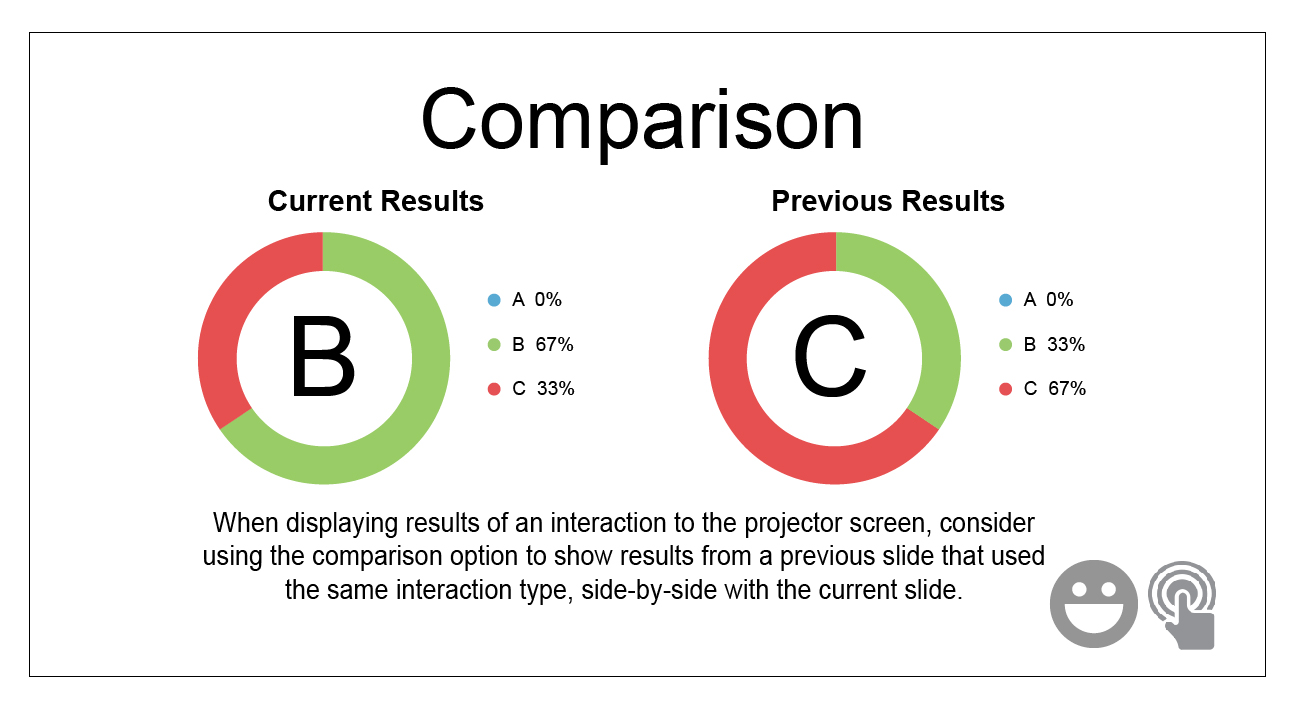 Comparison
Current Results
B
A 0%
B 67%
C 33%
Previous Results
C
A 0%
B 33%
C 67%
When displaying results of an interaction to the projector screen, consider
using the comparison option to show results from a previous slide that used
the same interaction type, side-by-side with the current slide.